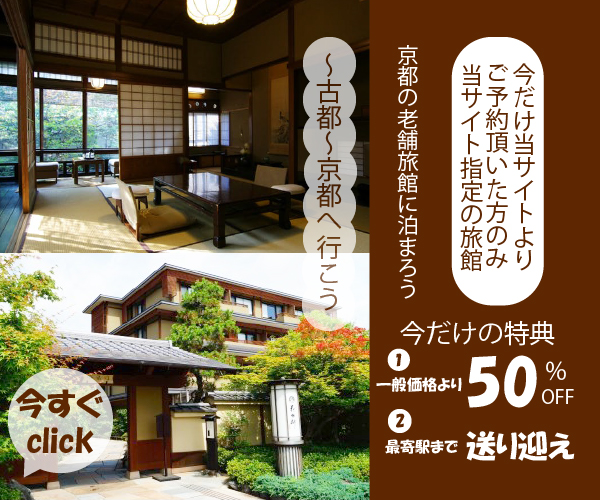 今だけ当サイトより
ご予約頂いた方のみ
当サイト指定の旅館
京都の老舗旅館に泊まろう
～古都～京都へ行こう
今だけの特典
1
一般価格より
50
%
OFF
2
最寄駅まで
送り迎え
今すぐ
click